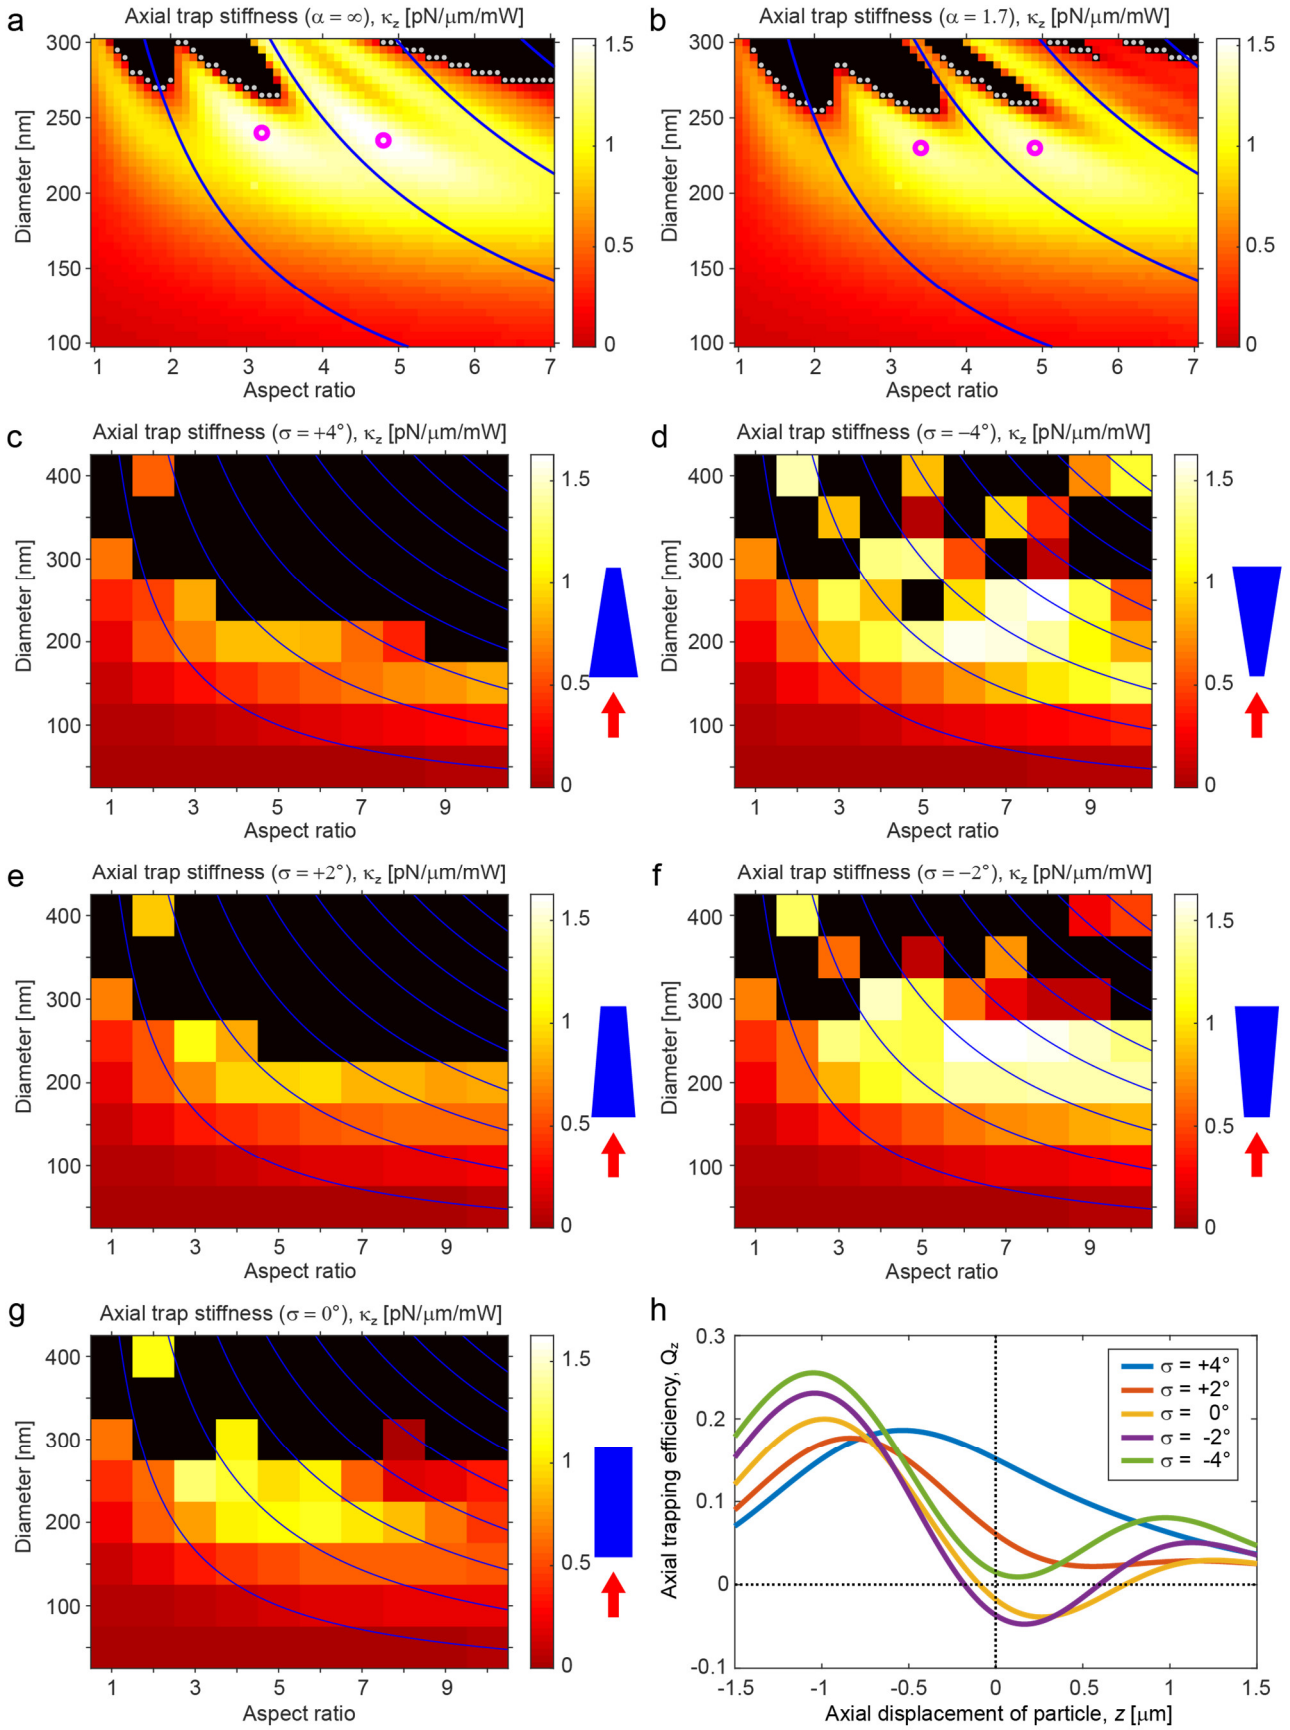 a
Axial trap stiffness (α = ∞), κz [pN/μm/mW]
300
250
200
150
100
Diameter [nm]
1 2 3 4 5 6 7
Aspect ratio
1.5
1
0.5
0
b
Axial trap stiffness (α = 1.7), κz [pN/μm/mW]
300
250
200
150
100
Diameter [nm]
1 2 3 4 5 6 7
Aspect ratio
1.5
1
0.5
0
c
Axial trap stiffness (σ = +4°), κz [pN/μm/mW]
400
300
200
100
Diameter [nm]
1 3 5 7 9
Aspect ratio
1.5
1
0.5
0
d
Axial trap stiffness (σ = −4°), κz [pN/μm/mW]
400
300
200
100
Diameter [nm]
1 3 5 7 9
Aspect ratio
1.5
1
0.5
0
e
Axial trap stiffness (σ = +2°), κz [pN/μm/mW]
400
300
200
100
Diameter [nm]
1 3 5 7 9
Aspect ratio
1.5
1
0.5
0
f
Axial trap stiffness (σ = −2°), κz [pN/μm/mW]
400
300
200
100
Diameter [nm]
1 3 5 7 9
Aspect ratio
1.5
1
0.5
0
g
Axial trap stiffness (σ = 0°), κz [pN/μm/mW]
400
300
200
100
Diameter [nm]
1 3 5 7 9
Aspect ratio
1.5
1
0.5
0
h
0.3
0.2
0.1
0
-0.1
Axial trapping efficiency, Qz
σ = +4°
σ = +2°
σ = 0°
σ = -2°
σ = -4°
-1.5 -1 -0.5 0 0.5 1 1.5
Axial displacement of particle, z [μm]